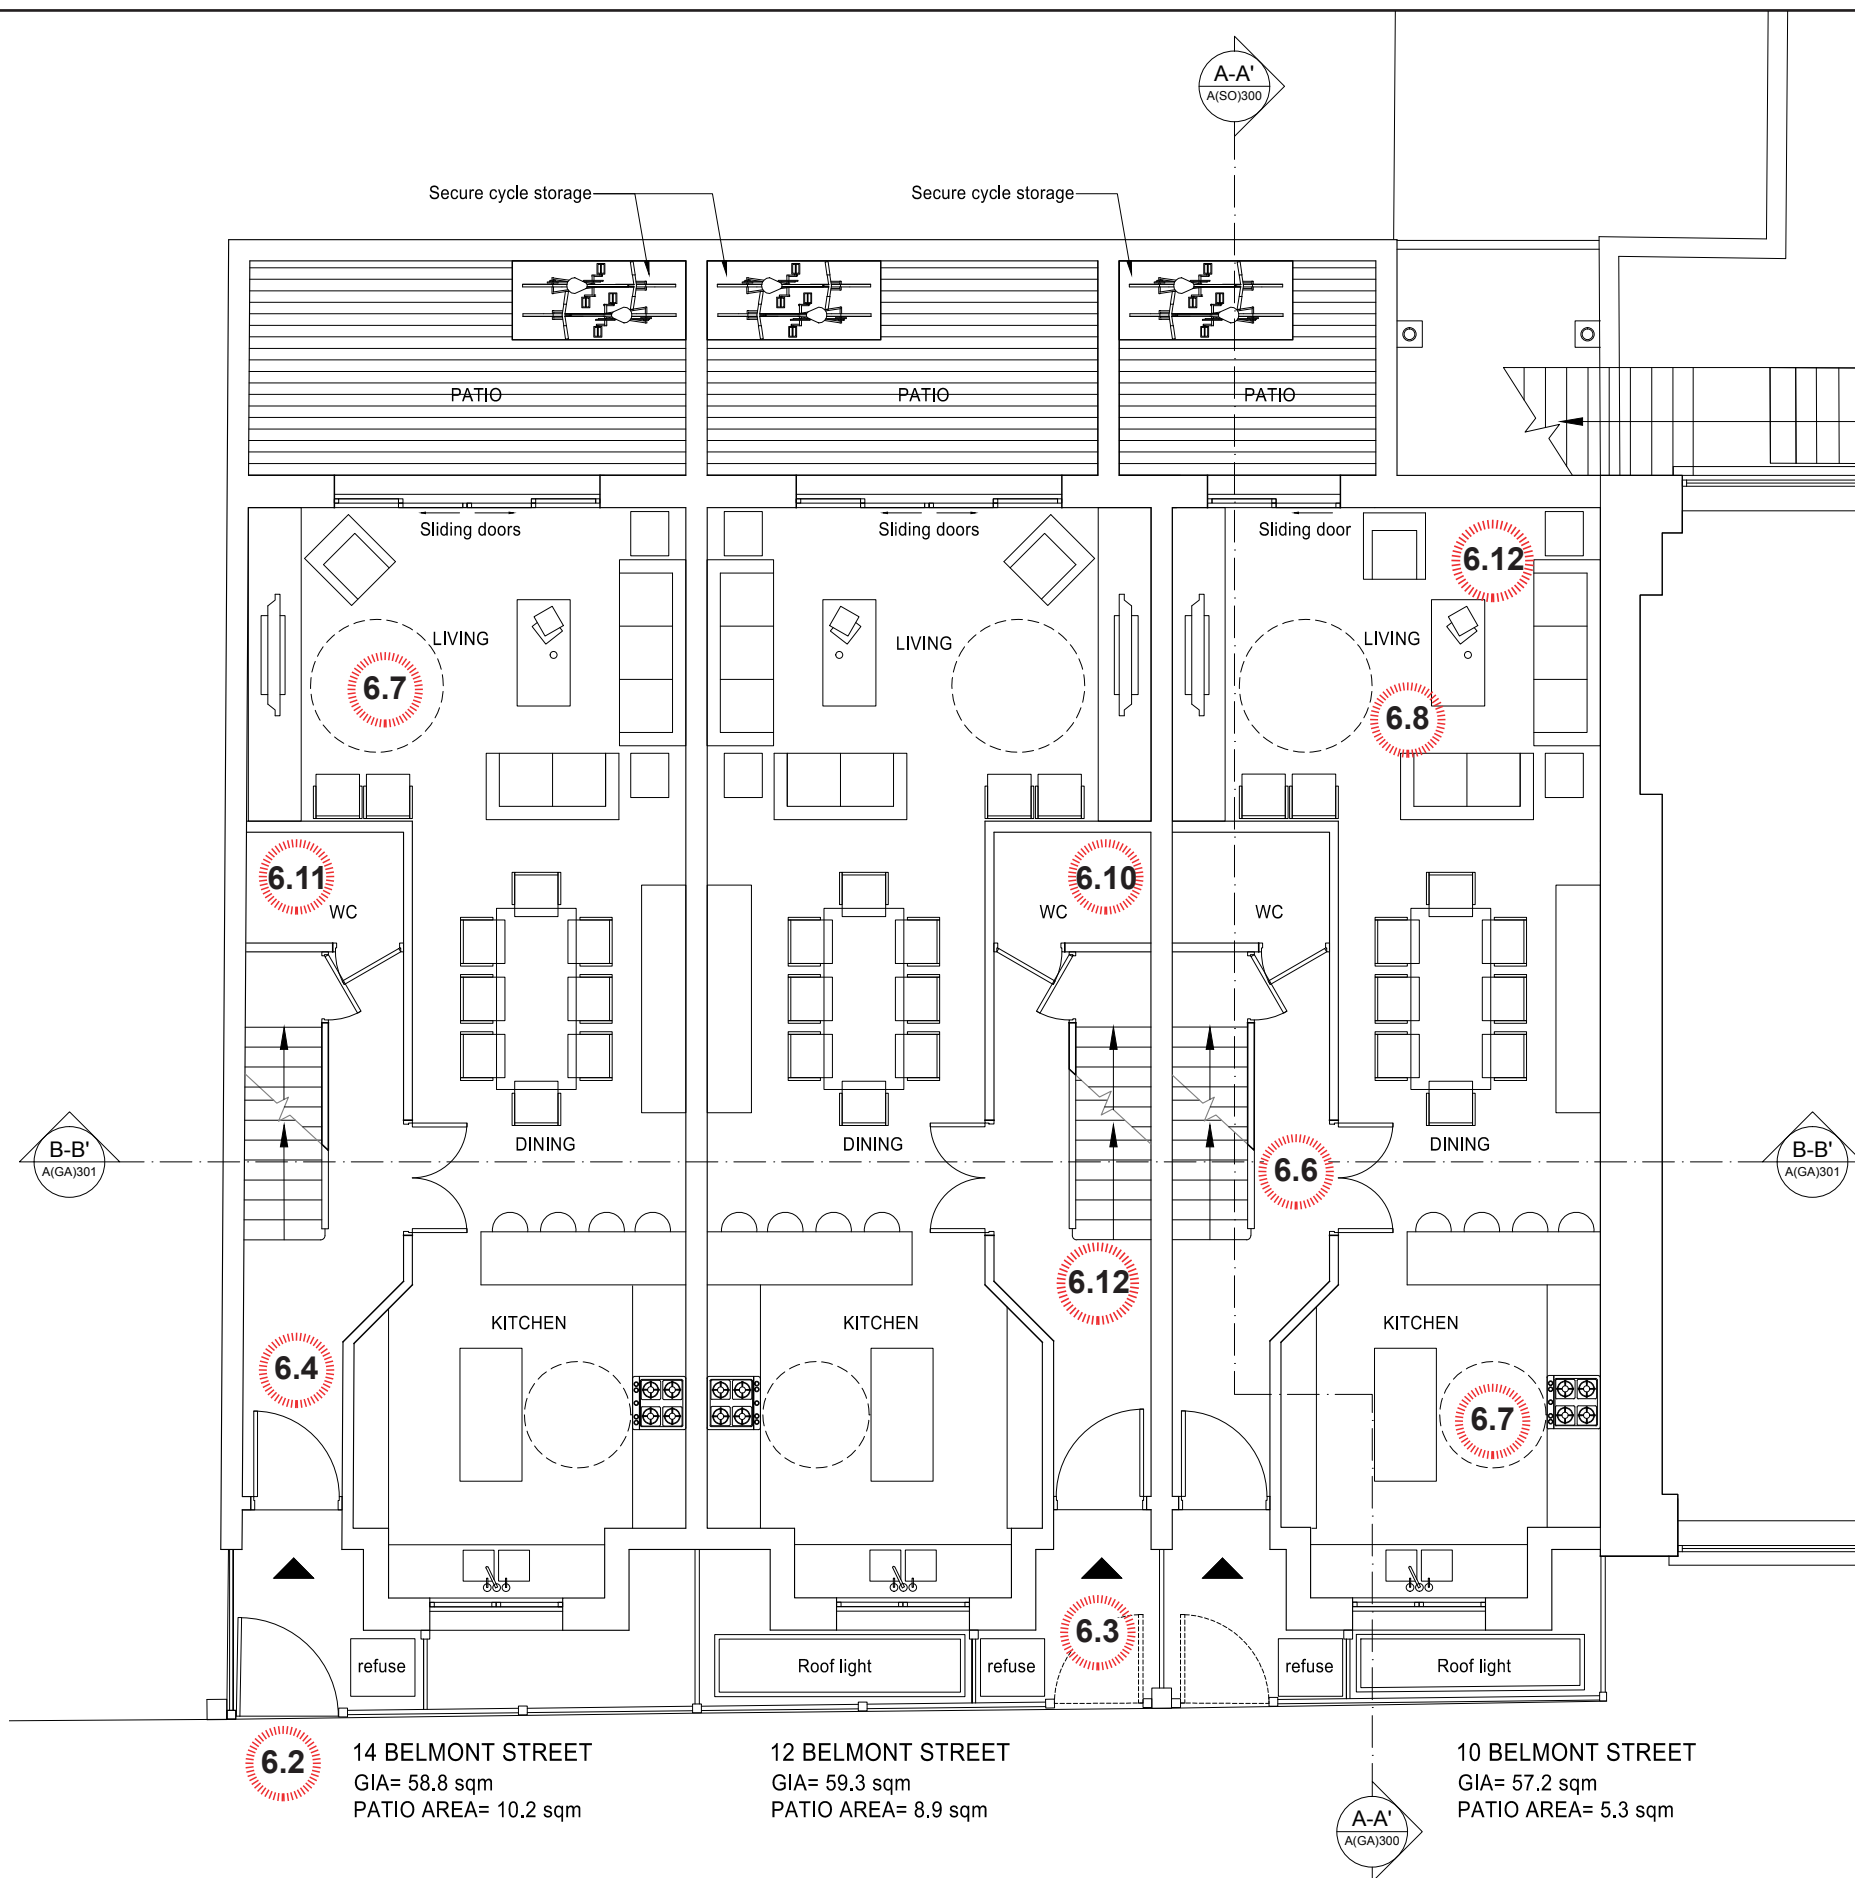 A-A'
A(SO)300
Secure cycle storage
Secure cycle storage
PATIO
PATIO
PATIO
Sliding doors
Sliding doors
Sliding door
6.12
LIVING
LIVING
LIVING
6.7
6.8
6.11
6.10
WC
WC
WC
DINING
DINING
DINING
B-B'
A(GA)301
B-B'
A(GA)301
6.6
6.12
KITCHEN
KITCHEN
KITCHEN
6.4
6.7
6.3
refuse
Roof light
refuse
refuse
Roof light
6.2
14 BELMONT STREET
GIA= 58.8 sqm
PATIO AREA= 10.2 sqm
12 BELMONT STREET
GIA= 59.3 sqm
PATIO AREA= 8.9 sqm
10 BELMONT STREET
GIA= 57.2 sqm
PATIO AREA= 5.3 sqm
A-A'
A(GA)300